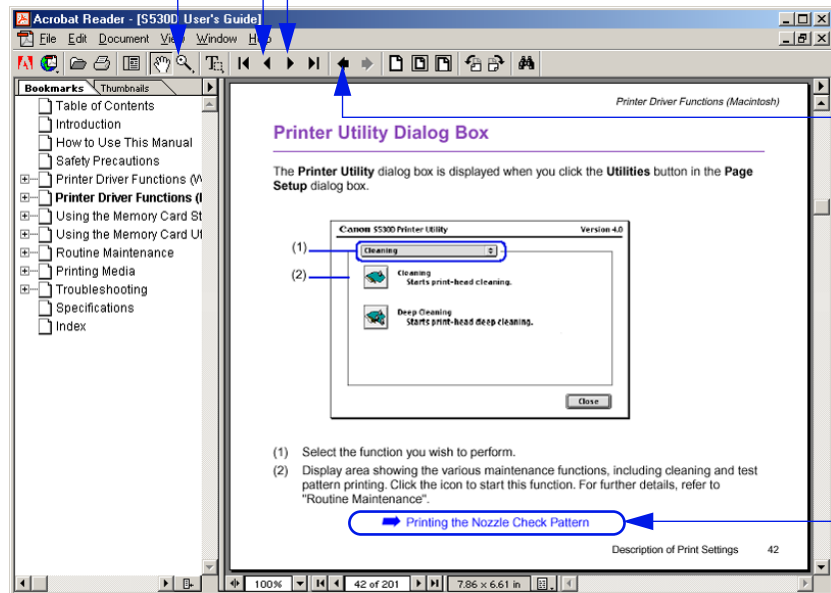 Acrobat Reader - [S530D User's Guide]
File Edit Document View Window Help
Bookmarks Thumbnails
Table of Contents
Introduction
How to Use This Manual
Safety Precautions
Printer Driver Functions (W
Printer Driver Functions (I
Using the Memory Card St
Using the Memory Card Ut
Routine Maintenance
Printing Media
Troubleshooting
Specifications
Index
Printer Driver Functions (Macintosh)
Printer Utility Dialog Box
The Printer Utility dialog box is displayed when you click the Utilities button in the Page
Setup dialog box.
Canon S530D Printer Utility Version 4.0
(1) Cleaning
(2) Cleaning
Starts print-head cleaning.
Deep Cleaning
Starts print-head deep cleaning.
Close
(1) Select the function you wish to perform.
(2) Display area showing the various maintenance functions, including cleaning and test
pattern printing. Click the icon to start this function. For further details, refer to
"Routine Maintenance".
Printing the Nozzle Check Pattern
Description of Print Settings 42
100% 42 of 201 7.86 x 6.61 in